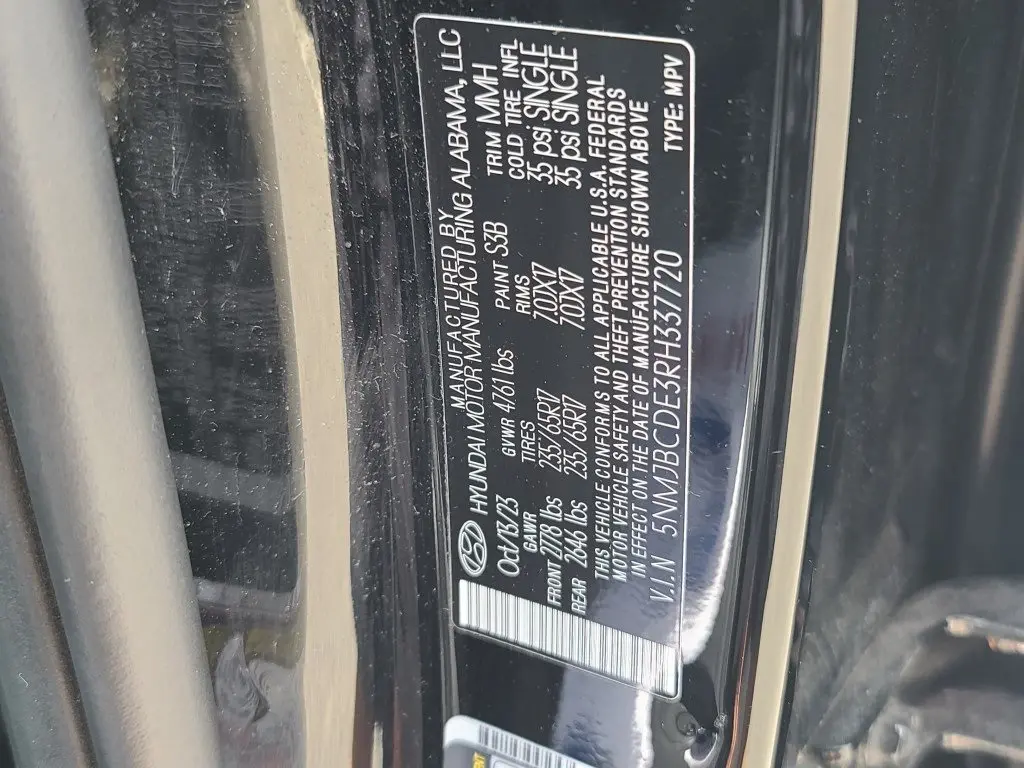 MANUFACTURED BY
HYUNDAI MOTOR MANUFACTURING ALABAMA, LLC
Oct/13/23 GVWR 4761 lbs PAINT S3B TRIM MMH
GAWR TIRES RIMS COLD TIRE INFL
FRONT 2778 lbs 235/65R17 7.0X17 35 psi SINGLE
REAR 2646 lbs 235/65R17 7.0X17 35 psi SINGLE
THIS VEHICLE CONFORMS TO ALL APPLICABLE U.S.A. FEDERAL
MOTOR VEHICLE SAFETY AND THEFT PREVENTION STANDARDS
IN EFFECT ON THE DATE OF MANUFACTURE SHOWN ABOVE
V.I.N 5NMJBCDE3RH337720 TYPE: MPV